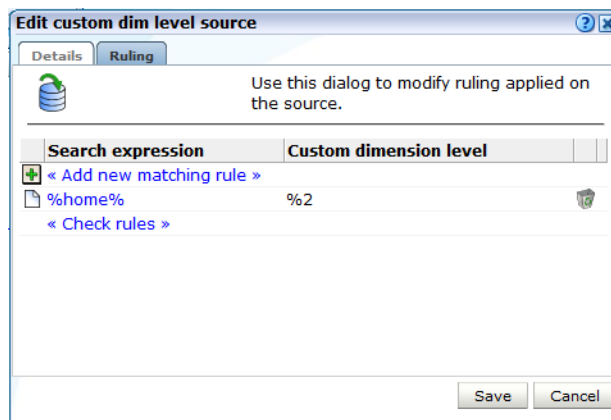 Edit custom dim level source
Details Ruling
Use this dialog to modify ruling applied on
the source.
Search expression Custom dimension level
« Add new matching rule »
%home% %2
« Check rules »
Save Cancel